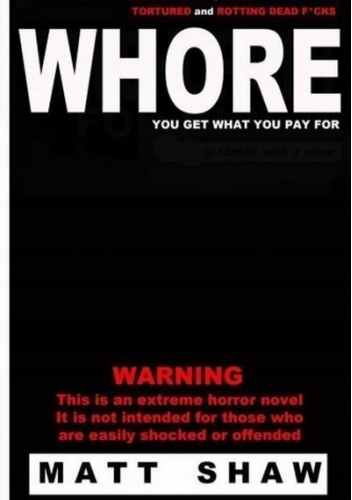 TORTURED and ROTTING DEAD F*CKS
WHORE
YOU GET WHAT YOU PAY FOR
WARNING
This is an extreme horror novel
It is not intended for those who
are easily shocked or offended
MATT SHAW